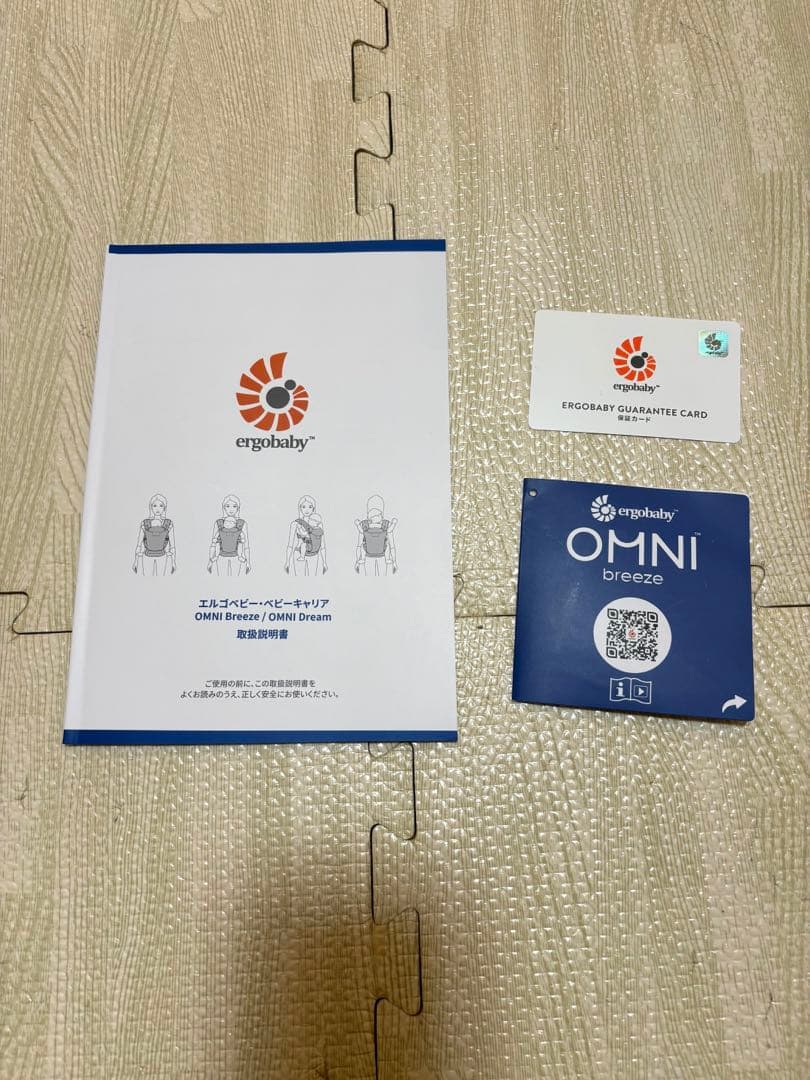 ergobaby™
エルゴベビー・ベビーキャリア
OMNI Breeze / OMNI Dream
取扱説明書
ご使用の前に、この取扱説明書を
よくお読みのうえ、正しく安全にお使いください。
ergobaby™
ERGOBABY GUARANTEE CARD
保証カード
ergobaby™
OMNI™
breeze